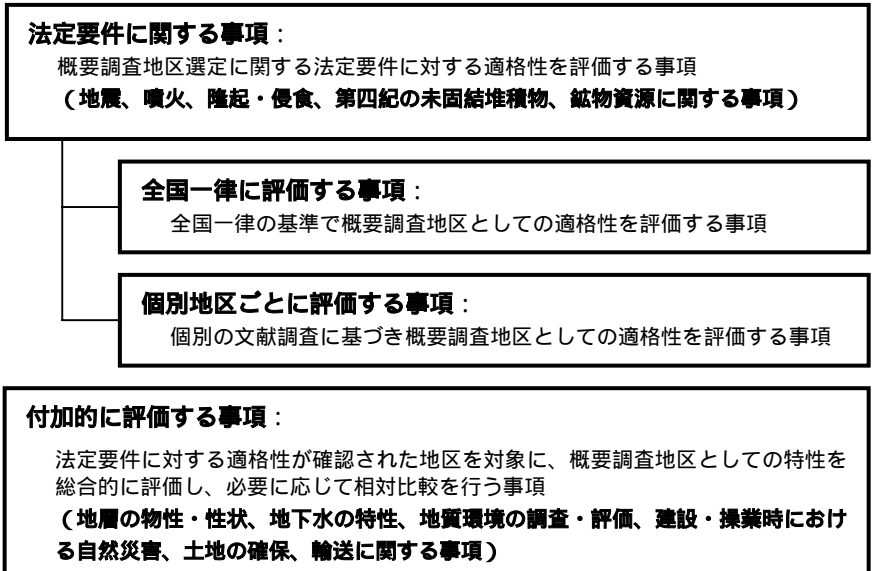 法定要件に関する事項：
概要調査地区選定に関する法定要件に対する適格性を評価する事項
（地震、噴火、隆起・侵食、第四紀の未固結堆積物、鉱物資源に関する事項）
全国一律に評価する事項：
全国一律の基準で概要調査地区としての適格性を評価する事項
個別地区ごとに評価する事項：
個別の文献調査に基づき概要調査地区としての適格性を評価する事項
付加的に評価する事項：
法定要件に対する適格性が確認された地区を対象に、概要調査地区としての特性を
総合的に評価し、必要に応じて相対比較を行う事項
（地層の物性・性状、地下水の特性、地質環境の調査・評価、建設・操業時におけ
る自然災害、土地の確保、輸送に関する事項）